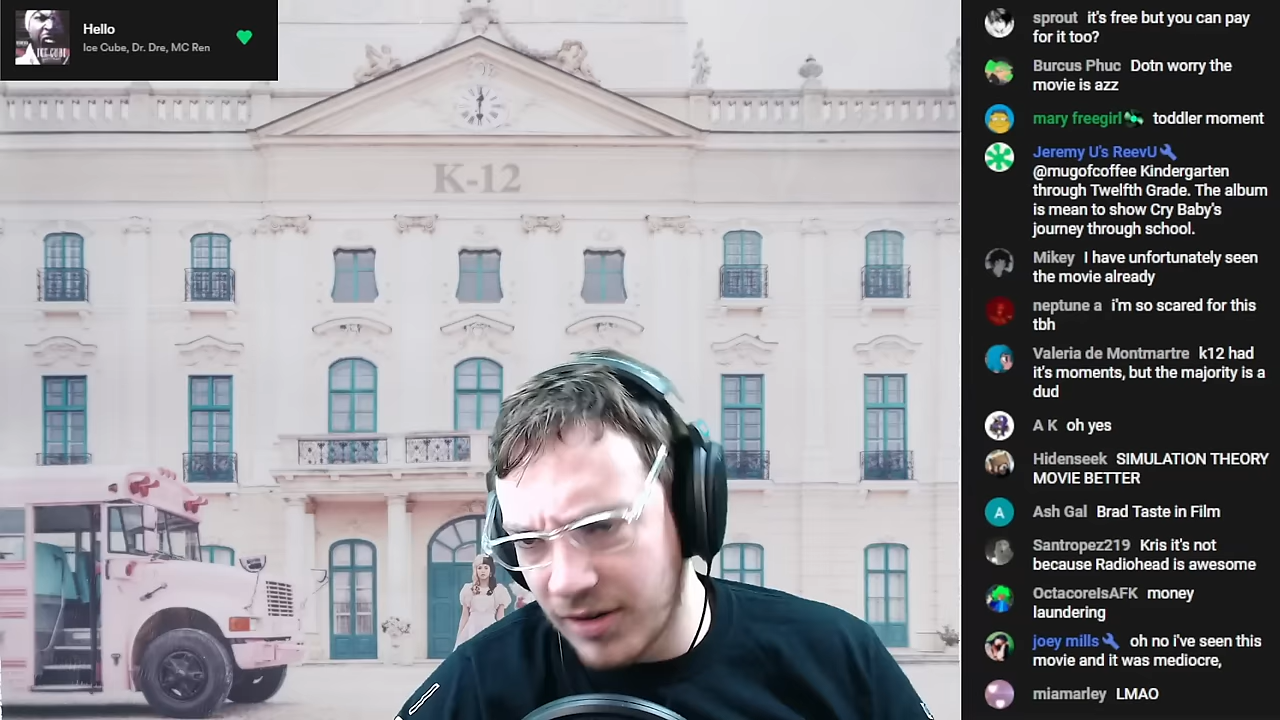 Hello
Ice Cube, Dr. Dre, MC Ren
K-12
sprout it's free but you can pay
for it too?
Burcus Phuc Dotn worry the
movie is azz
mary freegirl toddler moment
Jeremy U's ReevU
@mugofcoffee Kindergarten
through Twelfth Grade. The album
is mean to show Cry Baby's
journey through school.
Mikey I have unfortunately seen
the movie already
neptune a i'm so scared for this
tbh
Valeria de Montmartre k12 had
it's moments, but the majority is a
dud
A K oh yes
Hidenseek SIMULATION THEORY
MOVIE BETTER
A
Ash Gal Brad Taste in Film
Santropez219 Kris it's not
because Radiohead is awesome
OctacoreIsAFK money
laundering
joey mills oh no i've seen this
movie and it was mediocre,
miamarley LMAO